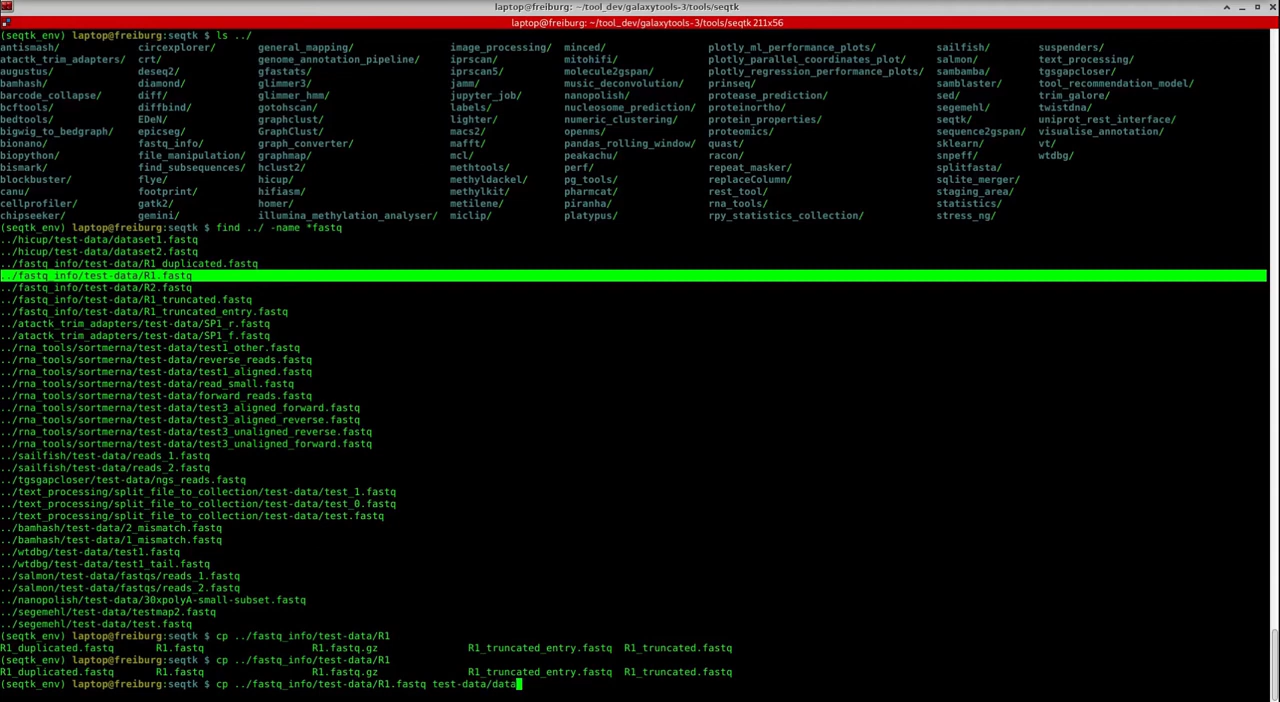 laptop@freiburg: ~/tool_dev/galaxytools-3/tools/seqtk
laptop@freiburg: ~/tool_dev/galaxytools-3/tools/seqtk 211x56
(seqtk_env) laptop@freiburg:seqtk $ ls ../
antismash/ circexplorer/ general_mapping/ image_processing/ minced/ plotly_ml_performance_plots/ sailfish/ suspenders/
atactk_trim_adapters/ crt/ genome_annotation_pipeline/ iprscan/ mitohifi/ plotly_parallel_coordinates_plot/ salmon/ text_processing/
augustus/ deseq2/ gfastats/ iprscan5/ molecule2gspan/ plotly_regression_performance_plots/ sambamba/ tgsgapcloser/
bamhash/ diamond/ glimmer3/ jamm/ music_deconvolution/ prinseq/ samblaster/ tool_recommendation_model/
barcode_collapse/ diff/ glimmer_hmm/ jupyter_job/ nanopolish/ protease_prediction/ sed/ trim_galore/
bcftools/ diffbind/ gotohscan/ labels/ nucleosome_prediction/ proteinortho/ segemehl/ twistdna/
bedtools/ EDeN/ graphclust/ lighter/ numeric_clustering/ protein_properties/ seqtk/ uniprot_rest_interface/
bigwig_to_bedgraph/ epicseg/ GraphClust/ macs2/ openms/ proteomics/ sequence2gspan/ visualise_annotation/
bionano/ fastq_info/ graph_converter/ mafft/ pandas_rolling_window/ quast/ sklearn/ vt/
biopython/ file_manipulation/ graphmap/ mcl/ peakachu/ racon/ snpeff/ wtdbg/
bismark/ find_subsequences/ hclust2/ methtools/ perf/ repeat_masker/ splitfasta/
blockbuster/ flye/ hicup/ methyldackel/ pg_tools/ replaceColumn/ sqlite_merger/
canu/ footprint/ hifiasm/ methylkit/ pharmcat/ rest_tool/ staging_area/
cellprofiler/ gatk2/ homer/ metilene/ piranha/ rna_tools/ statistics/
chipseeker/ gemini/ illumina_methylation_analyser/ miclip/ platypus/ rpy_statistics_collection/ stress_ng/
(seqtk_env) laptop@freiburg:seqtk $ find ../ -name *fastq
../hicup/test-data/dataset1.fastq
../hicup/test-data/dataset2.fastq
../fastq_info/test-data/R1_duplicated.fastq
../fastq_info/test-data/R1.fastq
../fastq_info/test-data/R2.fastq
../fastq_info/test-data/R1_truncated.fastq
../fastq_info/test-data/R1_truncated_entry.fastq
../atactk_trim_adapters/test-data/SP1_r.fastq
../atactk_trim_adapters/test-data/SP1_f.fastq
../rna_tools/sortmerna/test-data/test1_other.fastq
../rna_tools/sortmerna/test-data/reverse_reads.fastq
../rna_tools/sortmerna/test-data/test1_aligned.fastq
../rna_tools/sortmerna/test-data/read_small.fastq
../rna_tools/sortmerna/test-data/forward_reads.fastq
../rna_tools/sortmerna/test-data/test3_aligned_forward.fastq
../rna_tools/sortmerna/test-data/test3_aligned_reverse.fastq
../rna_tools/sortmerna/test-data/test3_unaligned_reverse.fastq
../rna_tools/sortmerna/test-data/test3_unaligned_forward.fastq
../sailfish/test-data/reads_1.fastq
../sailfish/test-data/reads_2.fastq
../tgsgapcloser/test-data/ngs_reads.fastq
../text_processing/split_file_to_collection/test-data/test_1.fastq
../text_processing/split_file_to_collection/test-data/test_0.fastq
../text_processing/split_file_to_collection/test-data/test.fastq
../bamhash/test-data/2_mismatch.fastq
../bamhash/test-data/1_mismatch.fastq
../wtdbg/test-data/test1.fastq
../wtdbg/test-data/test1_tail.fastq
../salmon/test-data/fastqs/reads_1.fastq
../salmon/test-data/fastqs/reads_2.fastq
../nanopolish/test-data/30xpolyA-small-subset.fastq
../segemehl/test-data/testmap2.fastq
../segemehl/test-data/test.fastq
(seqtk_env) laptop@freiburg:seqtk $ cp ../fastq_info/test-data/R1
R1_duplicated.fastq R1.fastq R1.fastq.gz R1_truncated_entry.fastq R1_truncated.fastq
(seqtk_env) laptop@freiburg:seqtk $ cp ../fastq_info/test-data/R1
R1_duplicated.fastq R1.fastq R1.fastq.gz R1_truncated_entry.fastq R1_truncated.fastq
(seqtk_env) laptop@freiburg:seqtk $ cp ../fastq_info/test-data/R1.fastq test-data/data